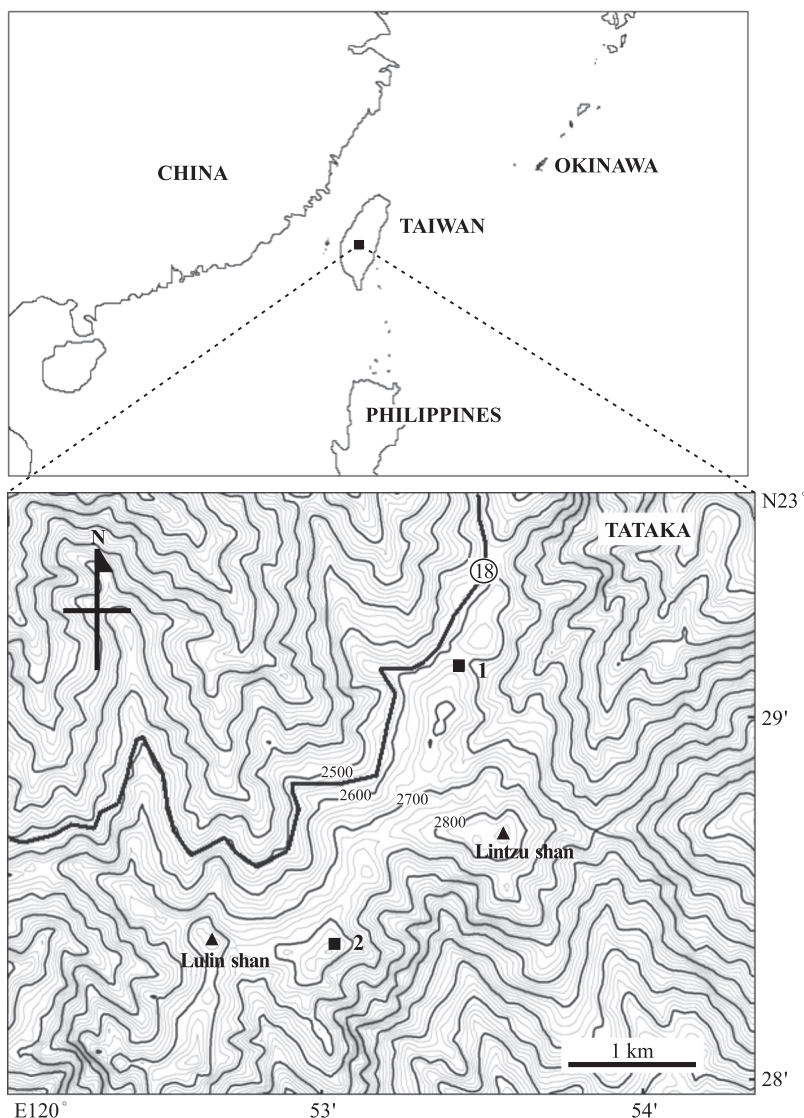 CHINA
OKINAWA
TAIWAN
PHILIPPINES
N23°
TATAKA
N
18
1
29'
2500
2600
2700
2800
Lintzu shan
2
Lulin shan
1 km
28'
E120°
53'
54'